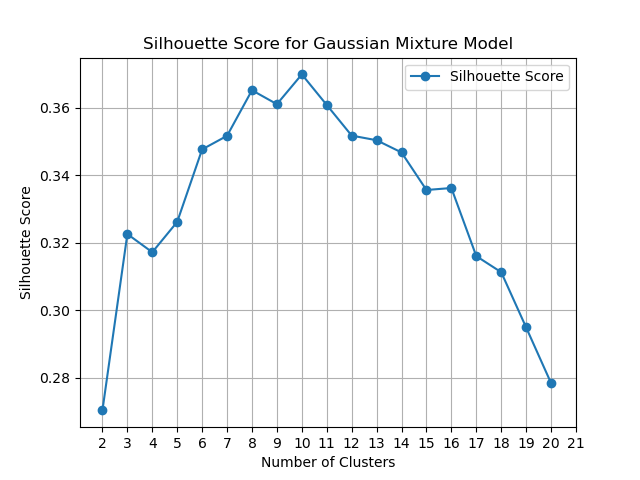 Silhouette Score for Gaussian Mixture Model
Silhouette Score
0.36
0.34
0.32
0.30
0.28
Silhouette Score
2 3 4 5 6 7 8 9 10 11 12 13 14 15 16 17 18 19 20 21
Number of Clusters